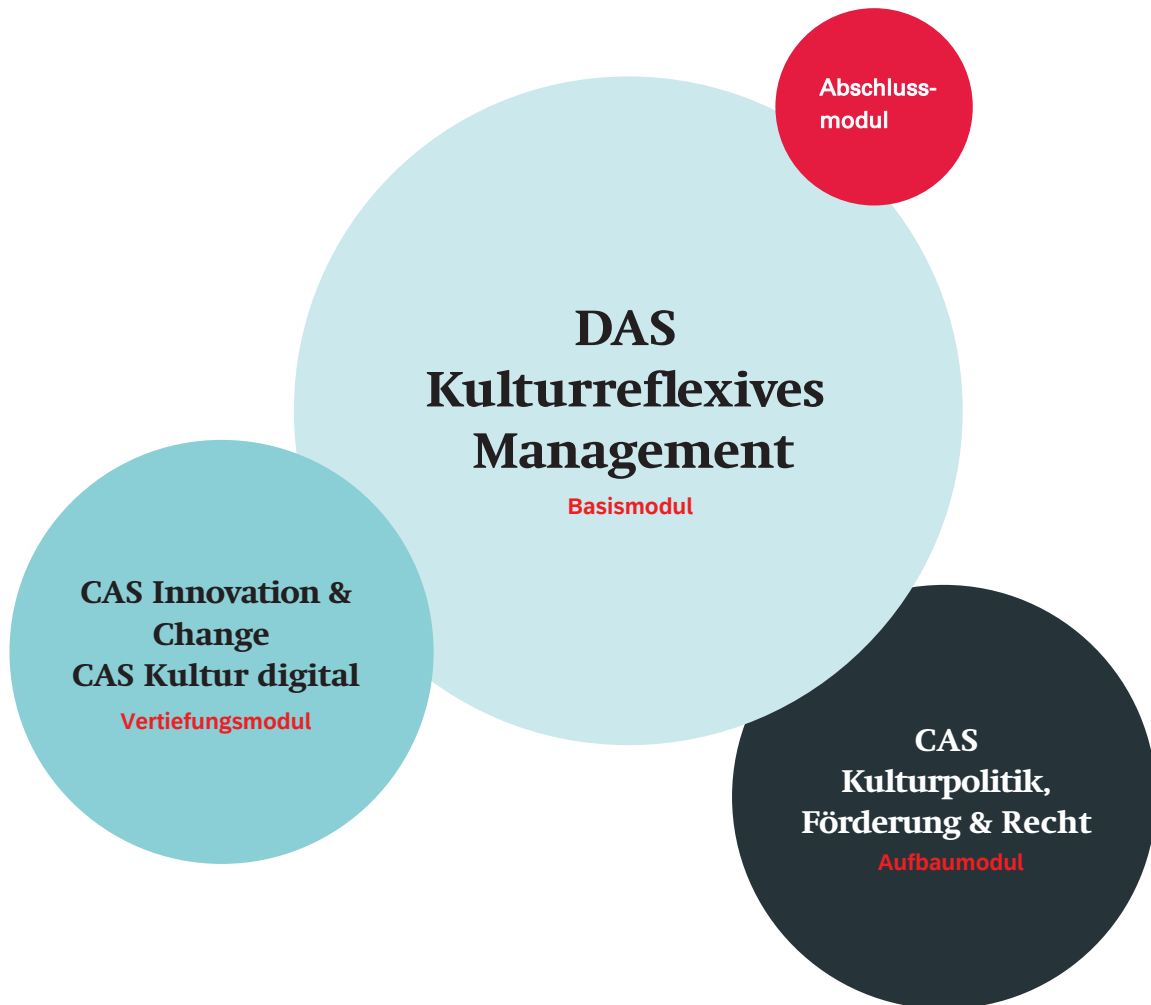 Abschluss-
modul
DAS
Kulturreflexives
Management
Basismodul
CAS Innovation &
Change
CAS Kultur digital
Vertiefungsmodul
CAS
Kulturpolitik,
Förderung & Recht
Aufbaumodul